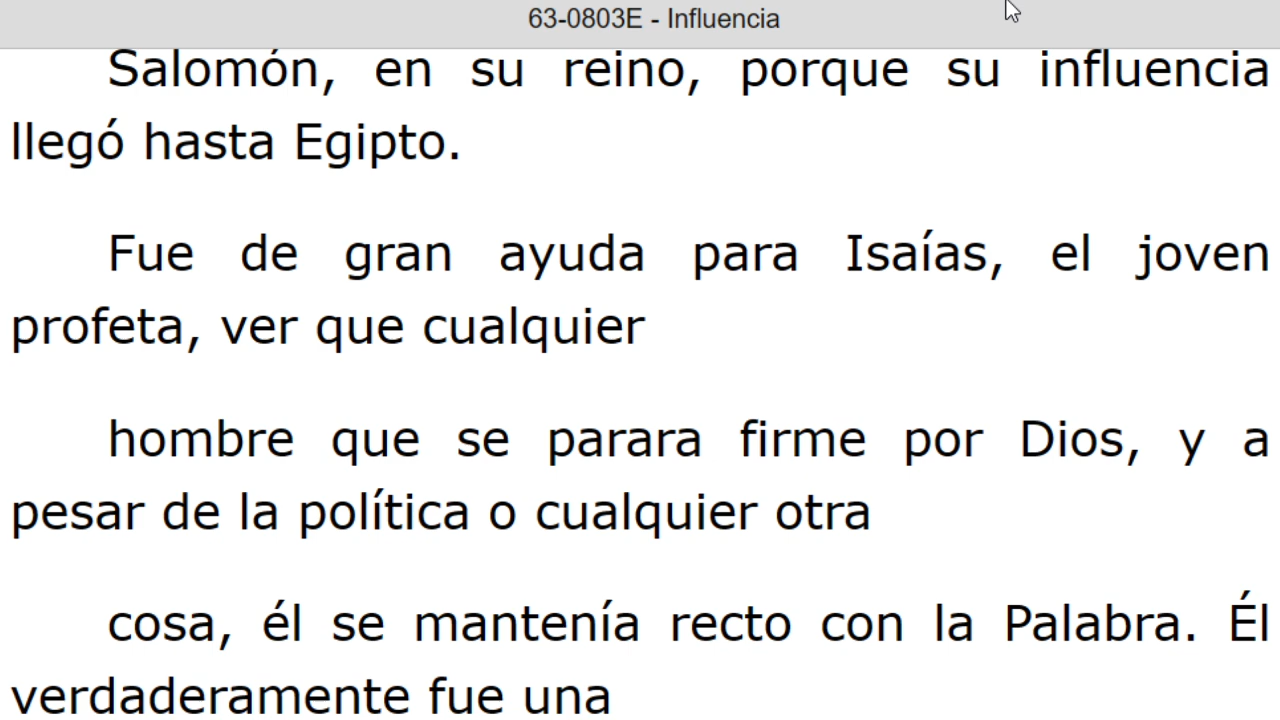 63-0803E - Influencia
Salomón, en su reino, porque su influencia
llegó hasta Egipto.
Fue de gran ayuda para Isaías, el joven
profeta, ver que cualquier
hombre que se parara firme por Dios, y a
pesar de la política o cualquier otra
cosa, él se mantenía recto con la Palabra. Él
verdaderamente fue una